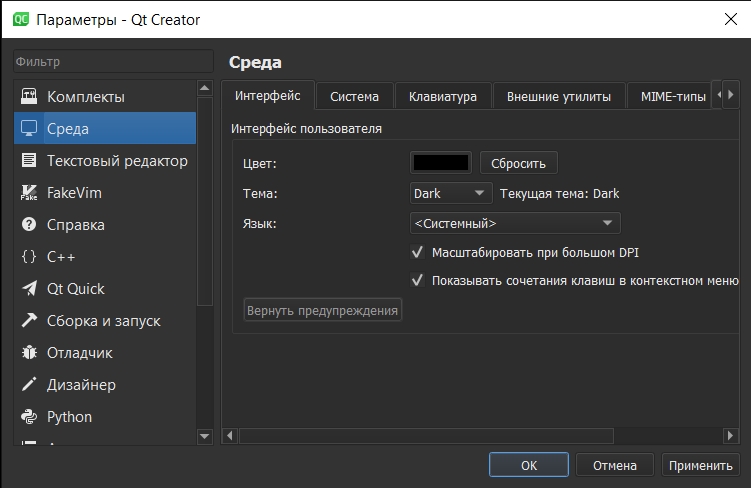 Параметры - Qt Creator
Фильтр
Комплекты
Среда
Текстовый редактор
FakeVim
Справка
C++
Qt Quick
Сборка и запуск
Отладчик
Дизайнер
Python
Среда
Интерфейс
Система
Клавиатура
Внешние утилиты
MIME-типы
Интерфейс пользователя
Цвет:
Сбросить
Тема:
Dark
Текущая тема: Dark
Язык:
<Системный>
Масштабировать при большом DPI
Показывать сочетания клавиш в контекстном меню
Вернуть предупреждения
OK
Отмена
Применить